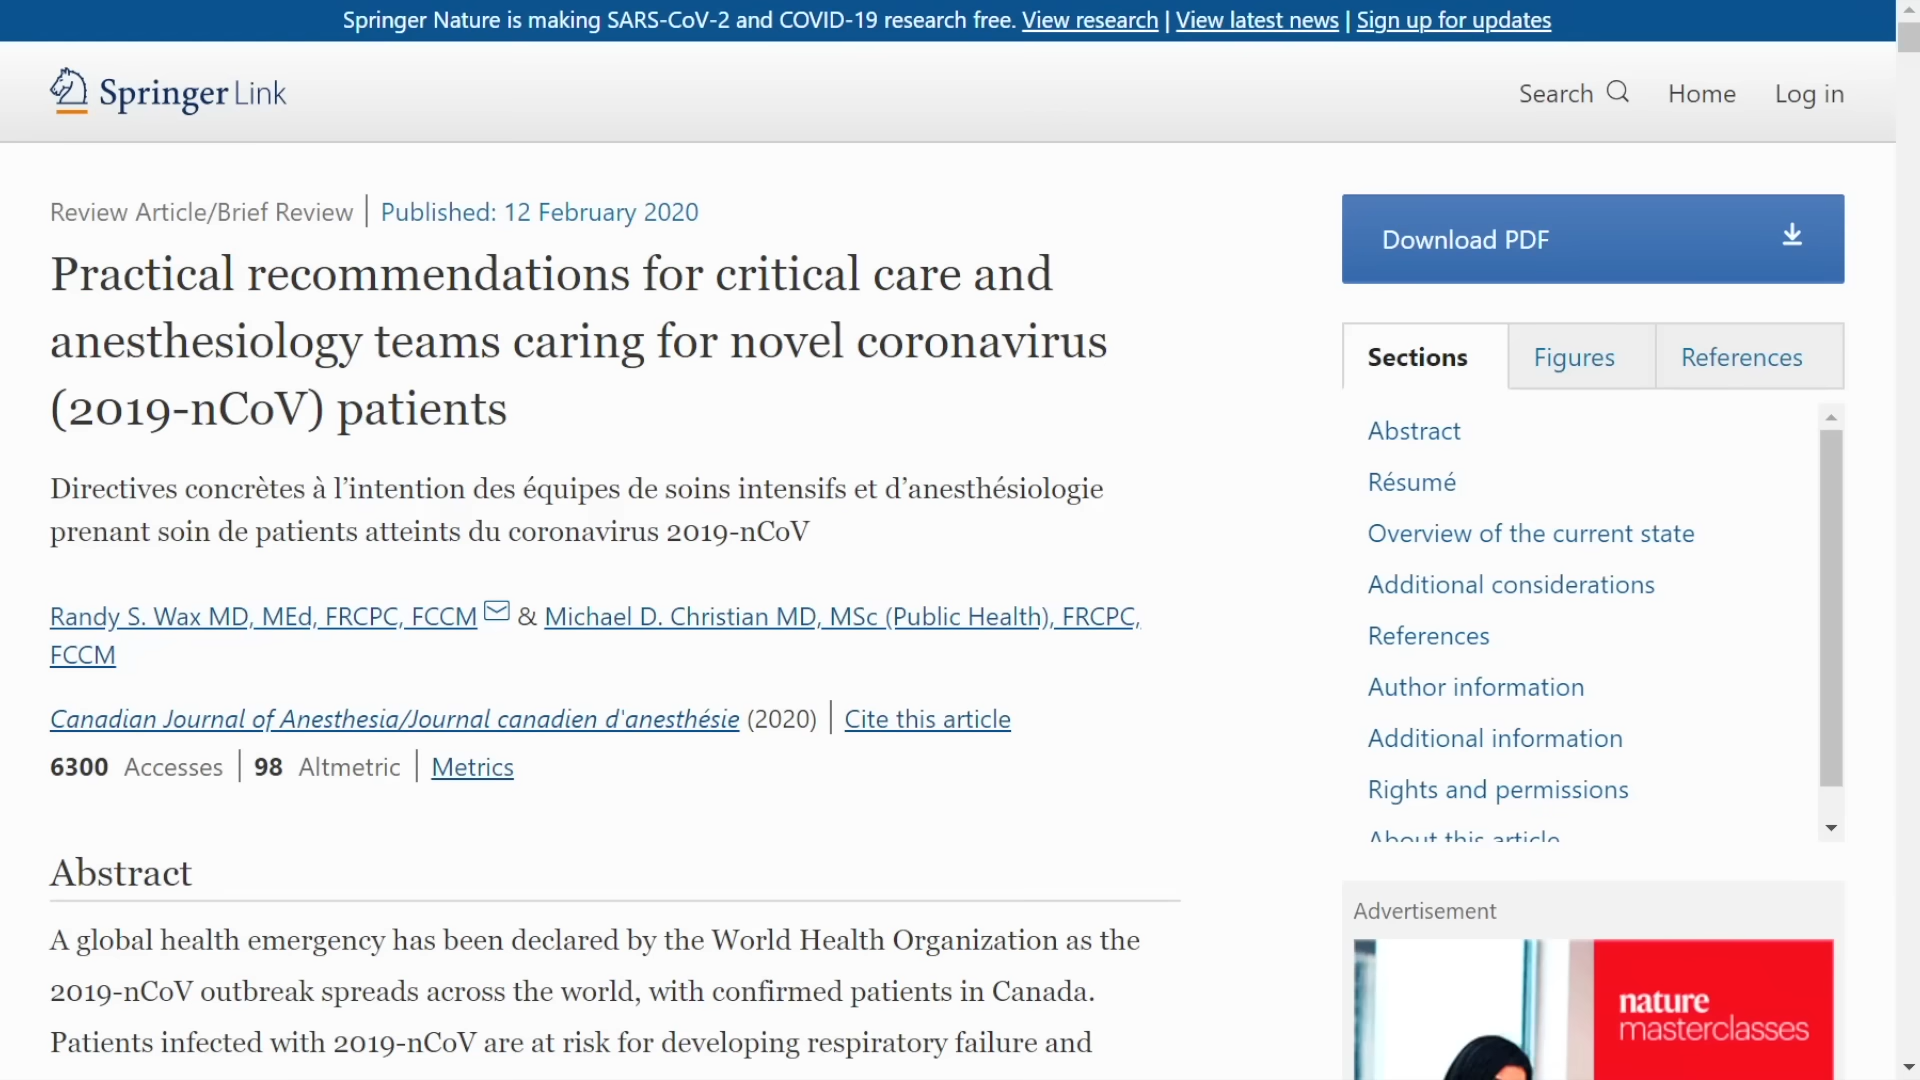 Springer Nature is making SARS-CoV-2 and COVID-19 research free. View research | View latest news | Sign up for updates
Springer Link
Search
Home
Log in
Review Article/Brief Review | Published: 12 February 2020
Practical recommendations for critical care and
anesthesiology teams caring for novel coronavirus
(2019-nCoV) patients
Directives concrètes à l’intention des équipes de soins intensifs et d’anesthésiologie
prenant soin de patients atteints du coronavirus 2019-nCoV
Randy S. Wax MD, MEd, FRCPC, FCCM & Michael D. Christian MD, MSc (Public Health), FRCPC,
FCCM
Canadian Journal of Anesthesia/Journal canadien d'anesthésie (2020) | Cite this article
6300 Accesses | 98 Altmetric | Metrics
Abstract
A global health emergency has been declared by the World Health Organization as the
2019-nCoV outbreak spreads across the world, with confirmed patients in Canada.
Patients infected with 2019-nCoV are at risk for developing respiratory failure and
Download PDF
Sections
Figures
References
Abstract
Résumé
Overview of the current state
Additional considerations
References
Author information
Additional information
Rights and permissions
About this article
Advertisement
nature
masterclasses